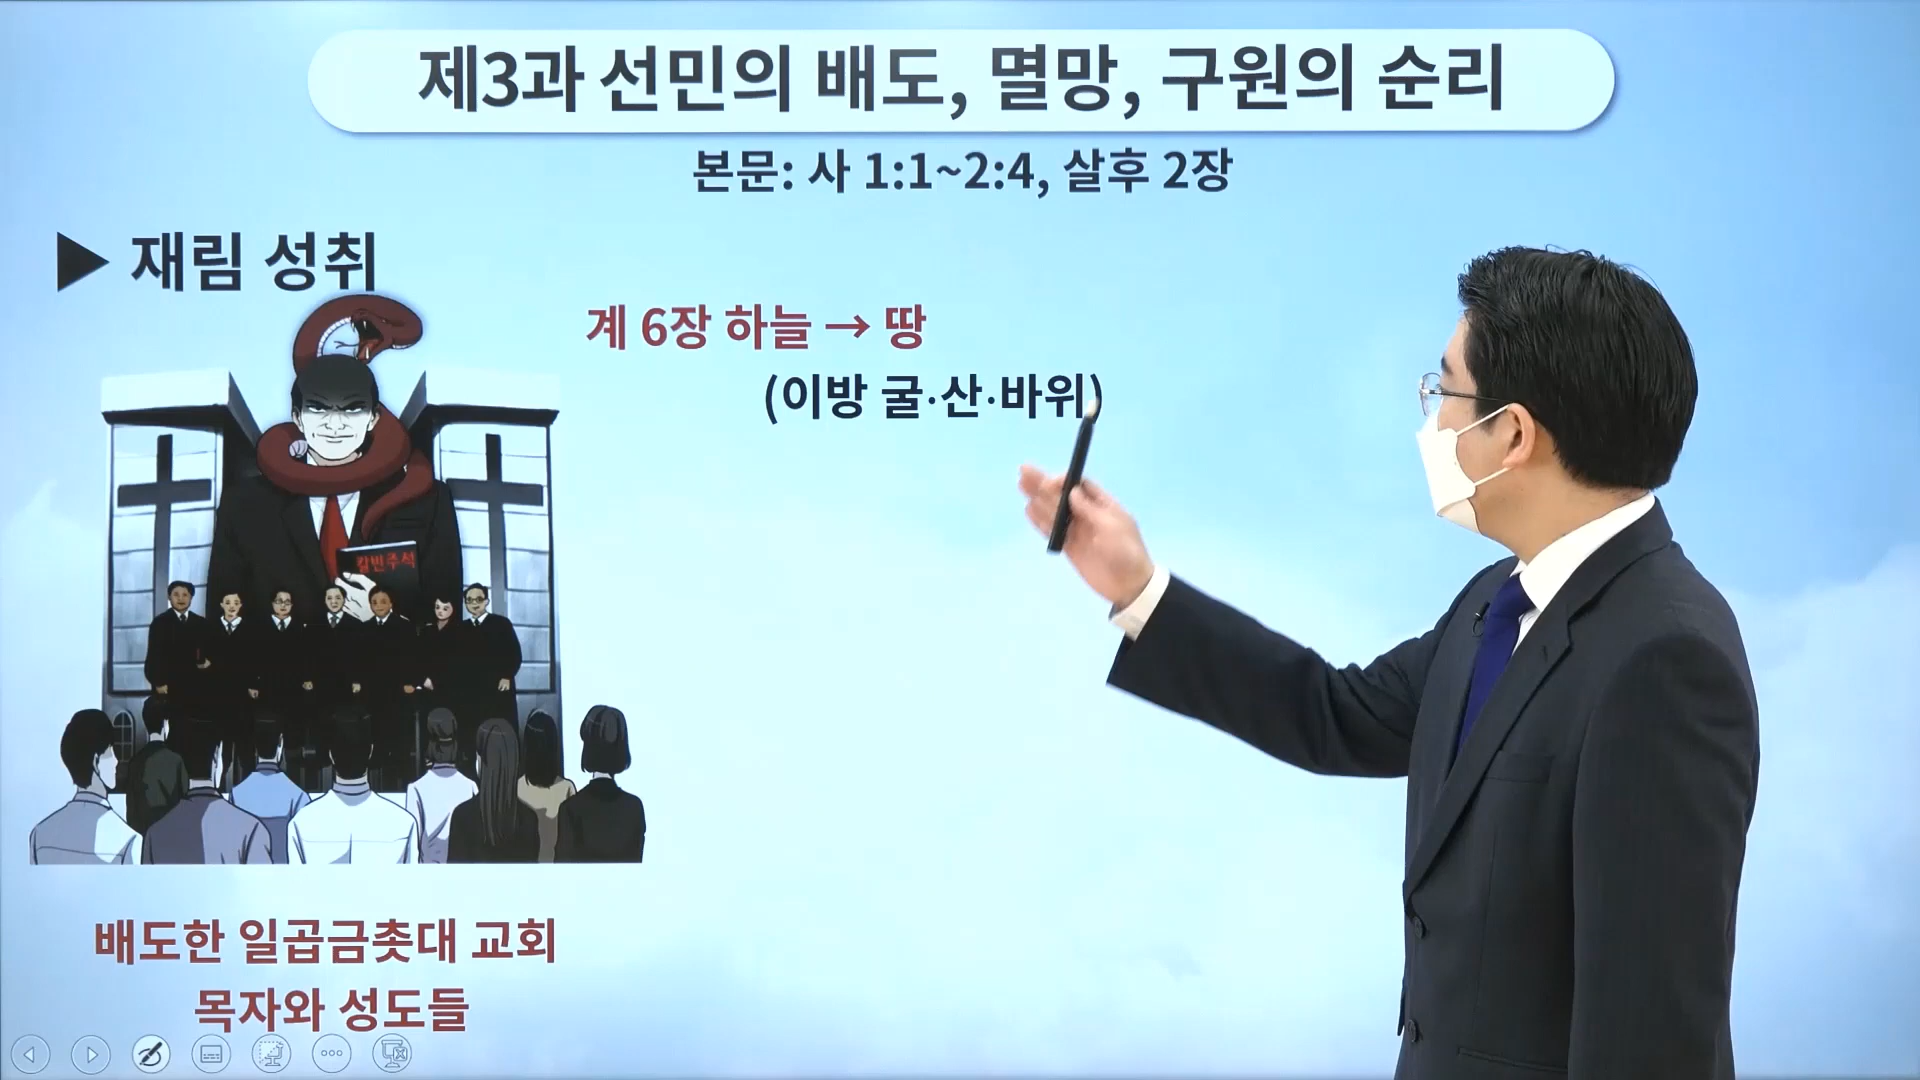 제3과 선민의 배도, 멸망, 구원의 순리
본문: 사 1:1~2:4, 살후 2장
▶ 재림 성취
계 6장 하늘 → 땅
(이방 굴·산·바위)
칼빈주석
배도한 일곱금촛대 교회
목자와 성도들